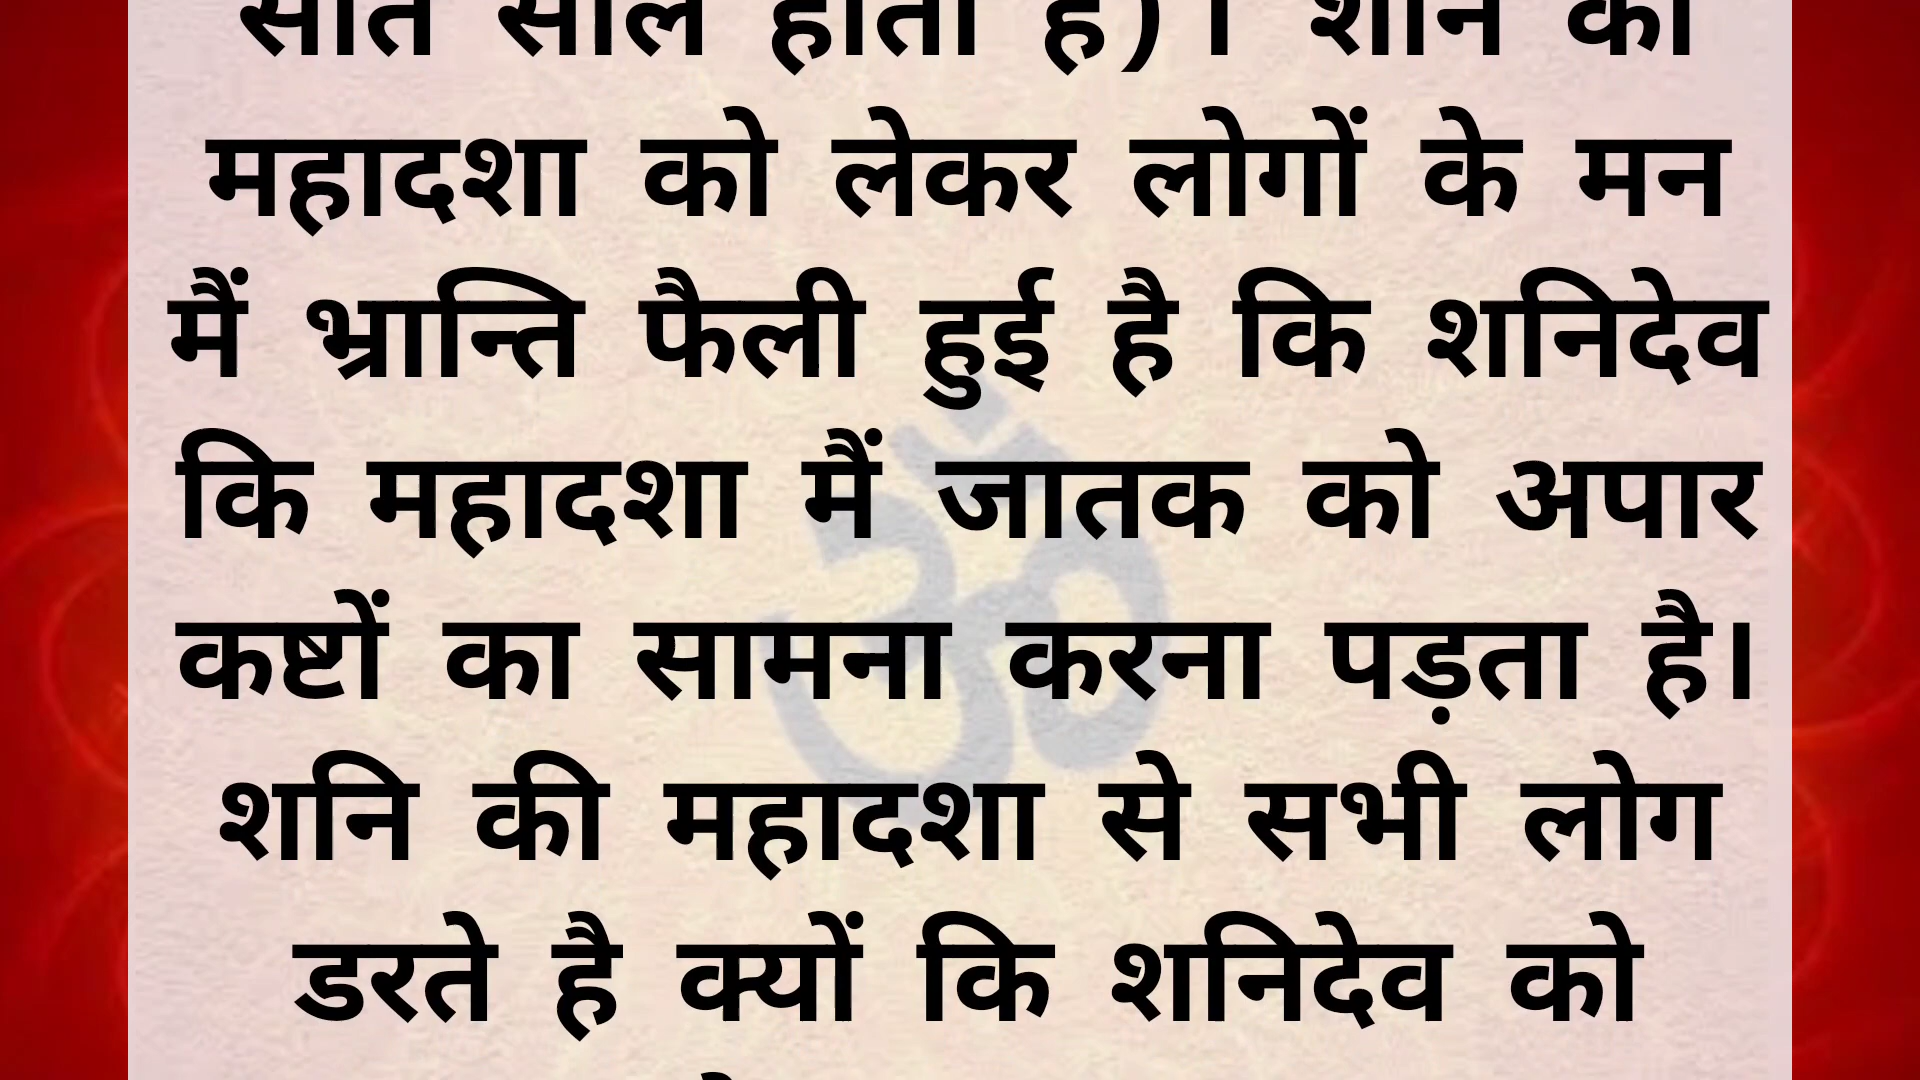 महादशा को लेकर लोगों के मन
मैं भ्रान्ति फैली हुई है कि शनिदेव
कि महादशा मैं जातक को अपार
कष्टों का सामना करना पड़ता है।
शनि की महादशा से सभी लोग
डरते है क्यों कि शनिदेव को